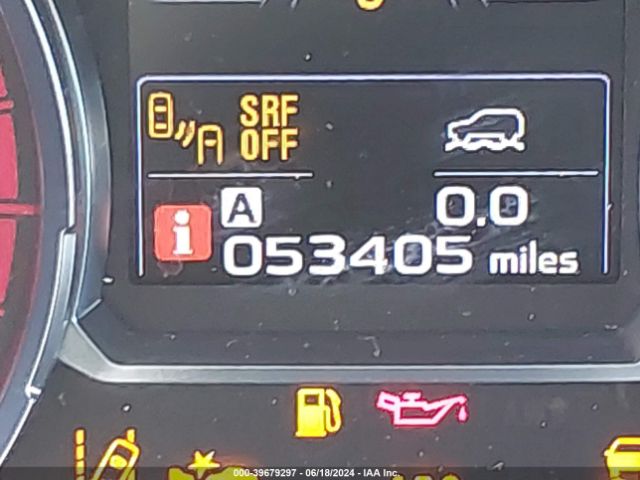 SRF
OFF
i A 0.0
053405 miles
000-39679297 - 06/18/2024 - IAA Inc.